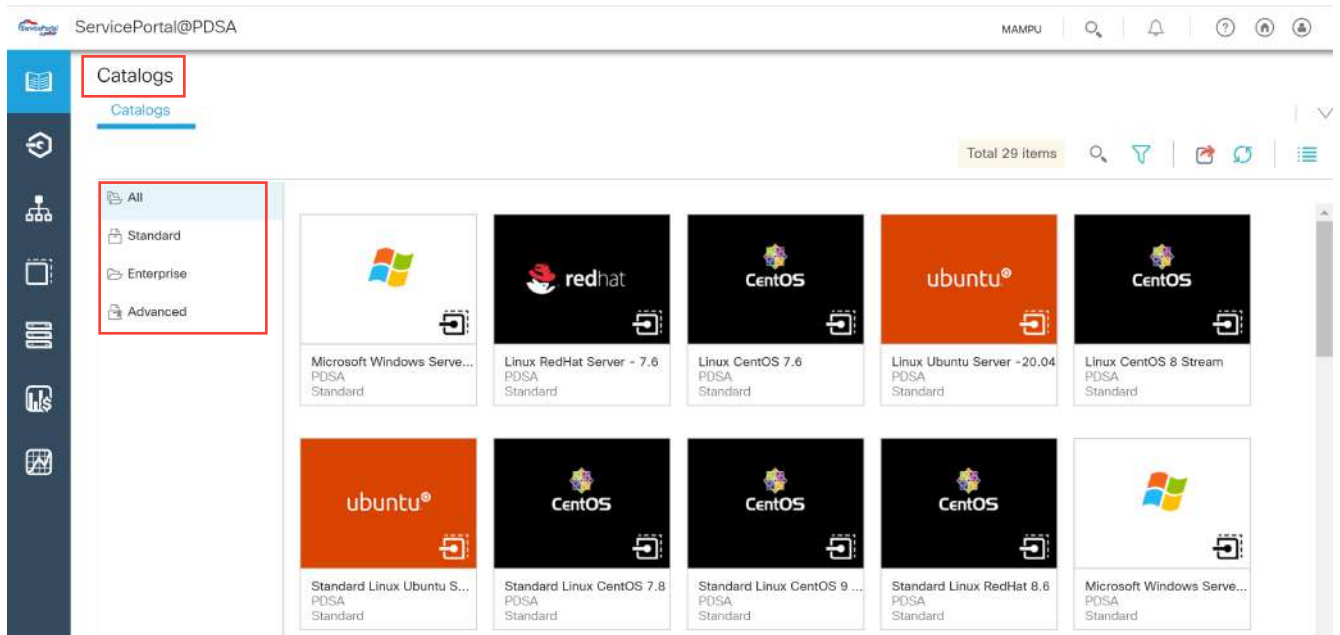 ServicePortal@PDSA
MAMPU
Catalogs
Catalogs
Total 29 items
All
Standard
Enterprise
Advanced
redhat
CentOS
ubuntu®
CentOS
Microsoft Windows Serve...
Linux RedHat Server - 7.6
Linux CentOS 7.6
Linux Ubuntu Server -20.04
Linux CentOS 8 Stream
PDSA
PDSA
PDSA
PDSA
PDSA
Standard
Standard
Standard
Standard
Standard
ubuntu®
CentOS
CentOS
CentOS
Standard Linux Ubuntu S...
Standard Linux CentOS 7.8
Standard Linux CentOS 9 ...
Standard Linux RedHat 8.6
Microsoft Windows Serve...
PDSA
PDSA
PDSA
PDSA
PDSA
Standard
Standard
Standard
Standard
Standard